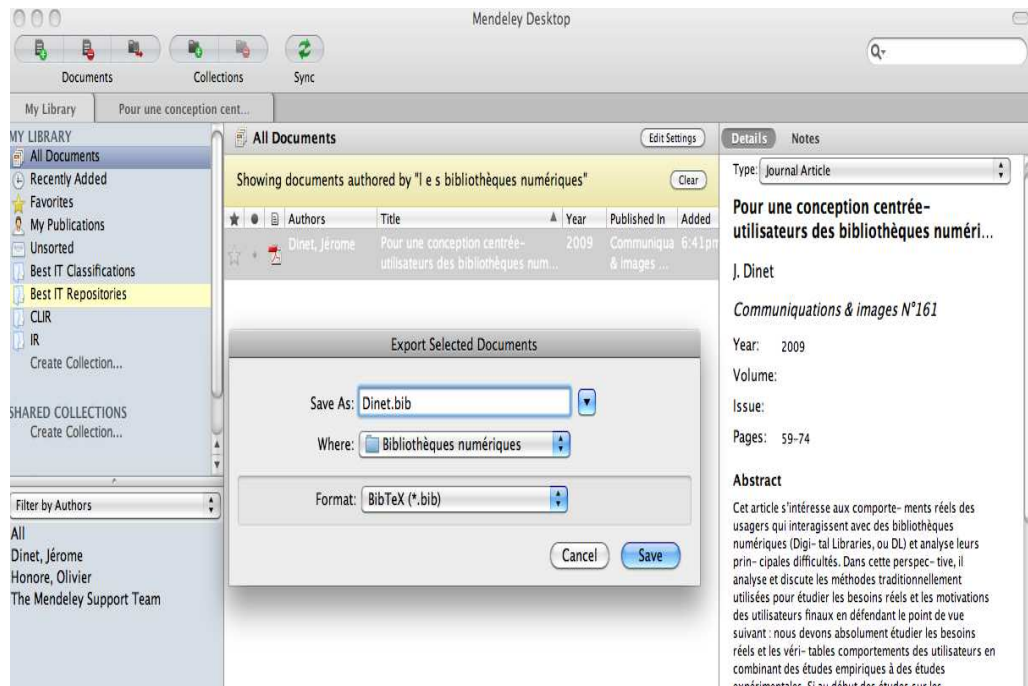 Mendeley Desktop
Documents
Collections
Sync
My Library
Pour une conception cent...
MY LIBRARY
All Documents
Recently Added
Favorites
My Publications
Unsorted
Best IT Classifications
Best IT Repositories
CLIR
IR
Create Collection...
SHARED COLLECTIONS
Create Collection...
Filter by Authors
All
Dinet, Jérome
Honore, Olivier
The Mendeley Support Team
All Documents
Edit Settings
Showing documents authored by "l e s bibliothèques numériques"
Clear
Authors Title Year Published In Added
Dinet, Jérome Pour une conception centrée- 2009 Communiqua 6:41pm
utilisateurs des bibliothèques num... & images ...
Export Selected Documents
Save As: Dinet.bib
Where: Bibliothèques numériques
Format: BibTeX (*.bib)
Cancel Save
Details Notes
Type: Journal Article
Pour une conception centrée-
utilisateurs des bibliothèques numéri...
J. Dinet
Communiquations & images N°161
Year: 2009
Volume:
Issue:
Pages: 59-74
Abstract
Cet article s'intéresse aux comporte- ments réels des
usagers qui interagissent avec des bibliothèques
numériques (Digi- tal Libraries, ou DL) et analyse leurs
prin- cipales difficultés. Dans cette perspec- tive, il
analyse et discute les méthodes traditionnellement
utilisées pour étudier les besoins réels et les motivations
des utilisateurs finaux en défendant le point de vue
suivant : nous devons absolument étudier les besoins
réels et les véri- tables comportements des utilisateurs en
combinant des études empiriques à des études
expérimentales. Si au début des études sur les